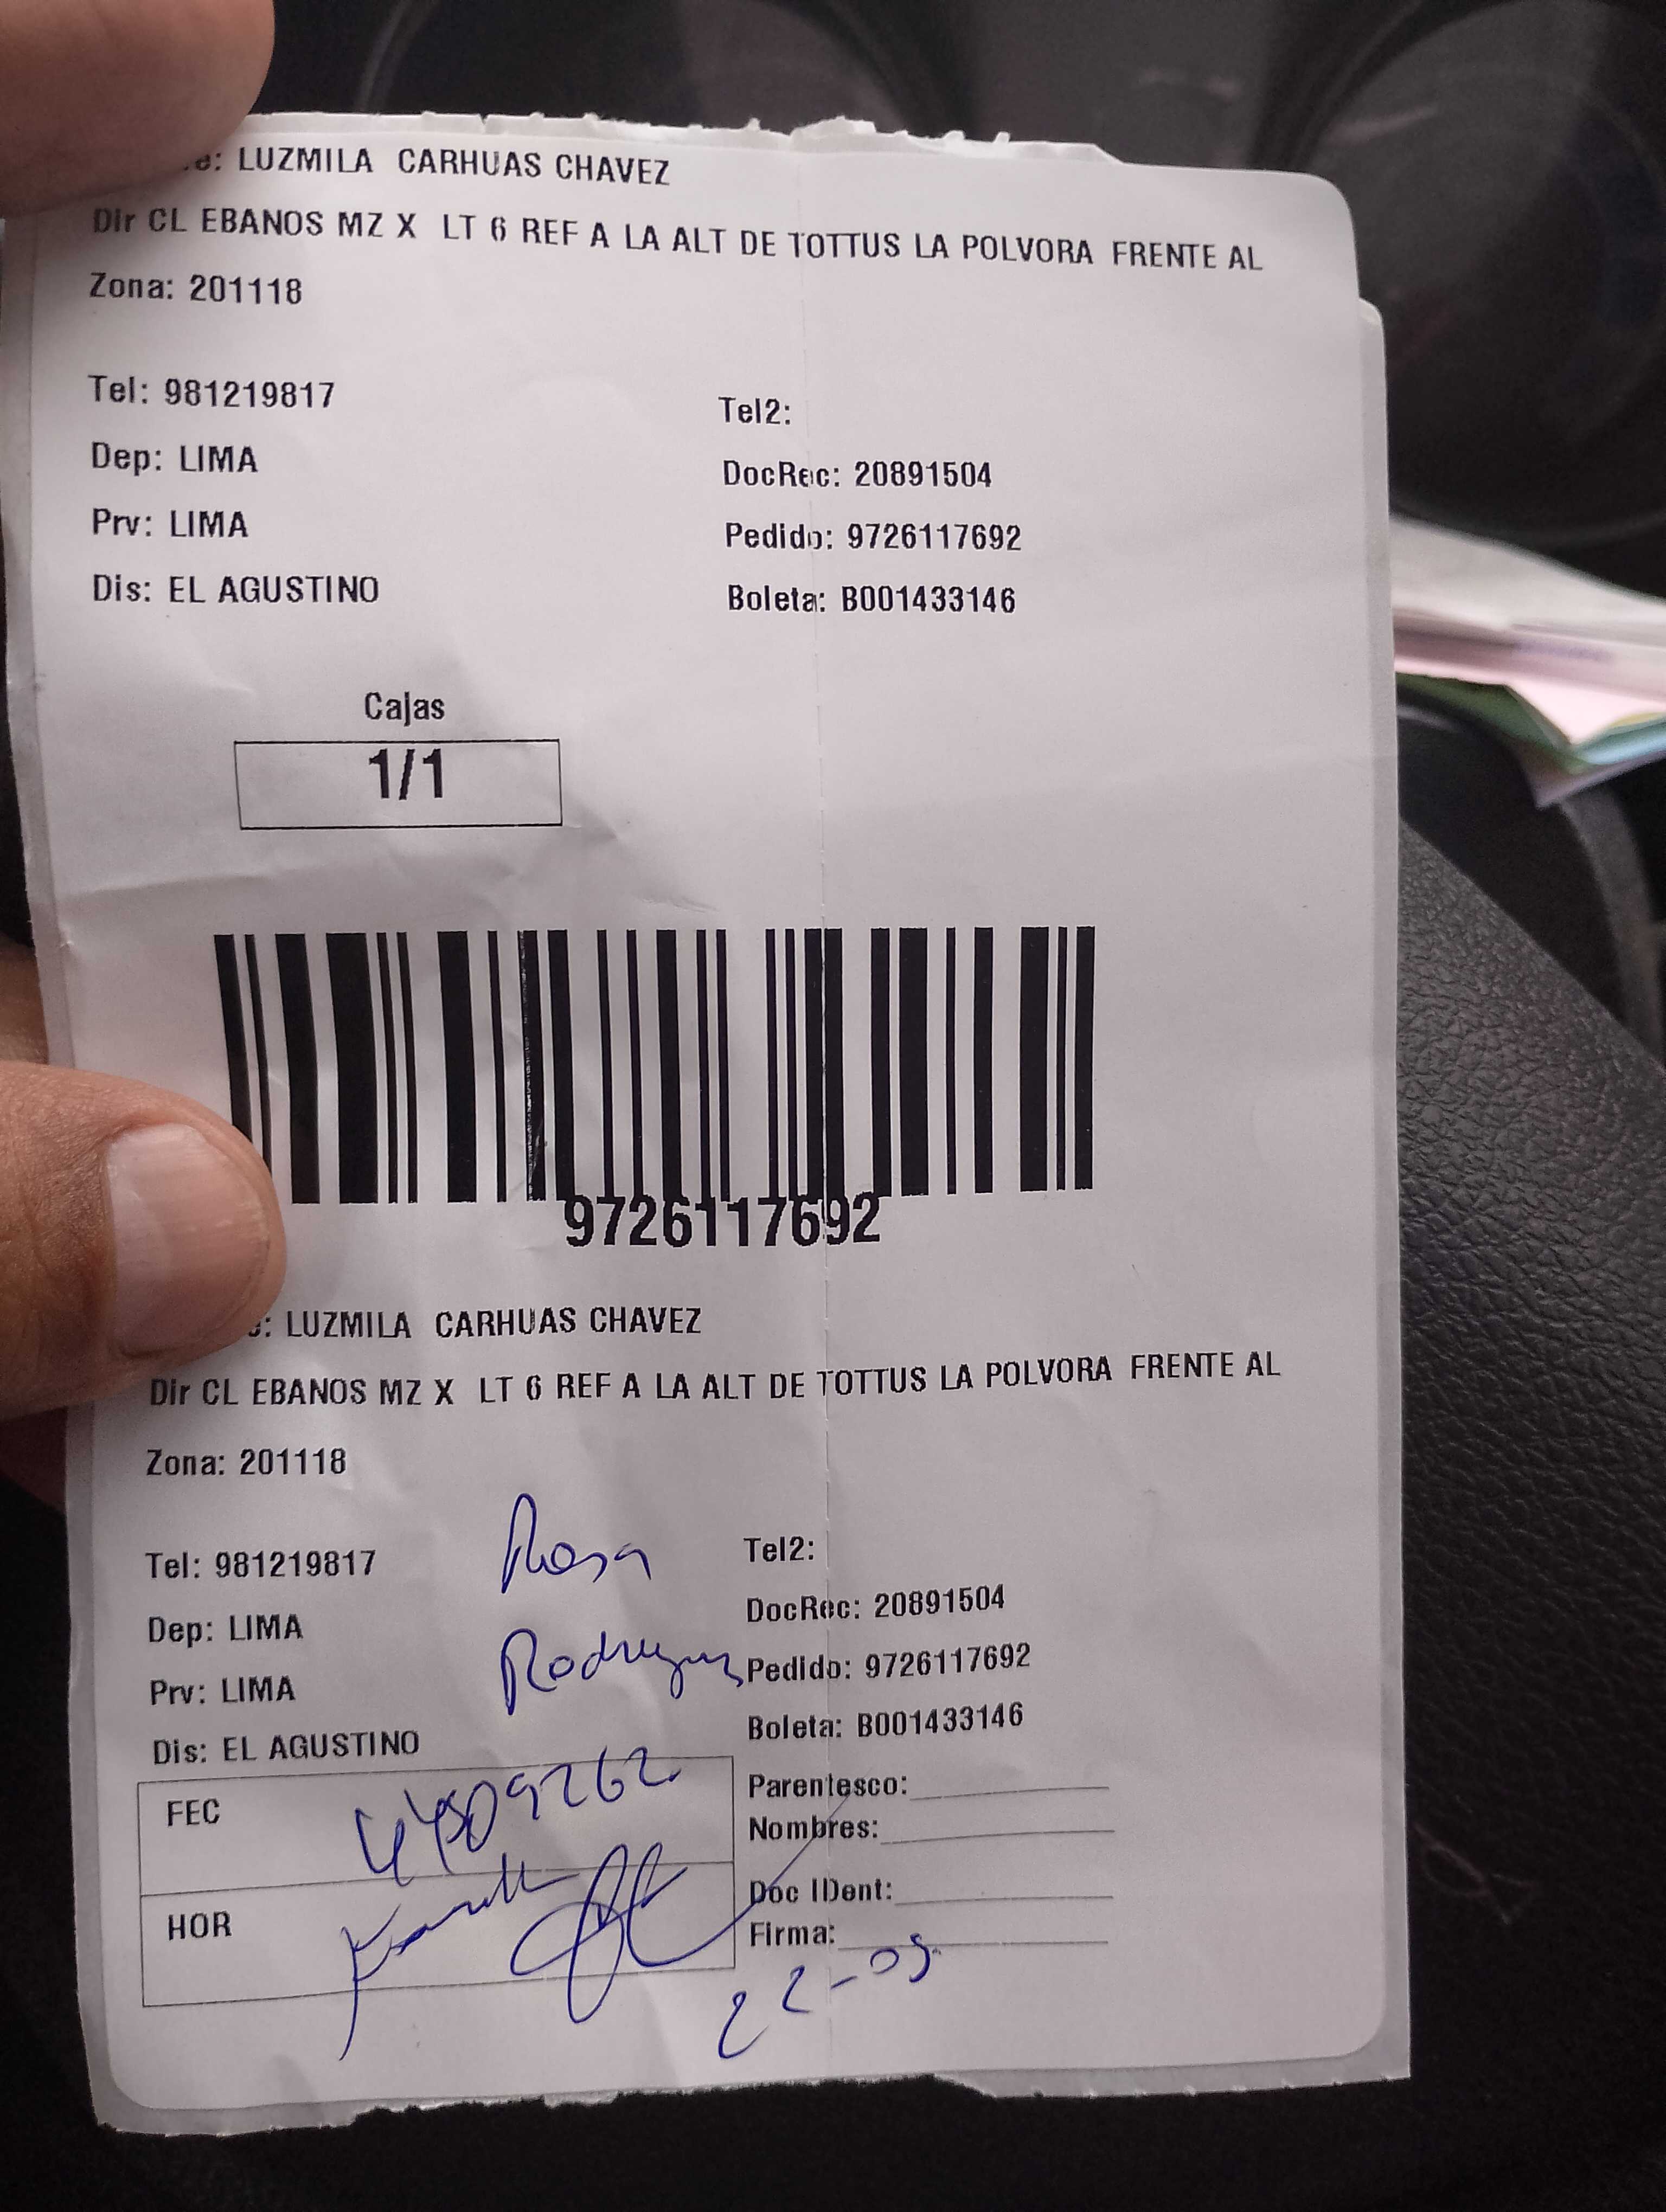 : LUZMILA CARHUAS CHAVEZ
Dir CL EBANOS MZ X LT 6 REF A LA ALT DE TOTTUS LA POLVORA FRENTE AL
Zona: 201118
Tel: 981219817
Tel2:
Dep: LIMA
DocRec: 20891504
Prv: LIMA
Pedido: 9726117692
Dis: EL AGUSTINO
Boleta: B001433146
Cajas
1/1
9726117692
: LUZMILA CARHUAS CHAVEZ
Dir CL EBANOS MZ X LT 6 REF A LA ALT DE TOTTUS LA POLVORA FRENTE AL
Zona: 201118
Rosa
Tel: 981219817
Tel2:
Dep: LIMA
DocRec: 20891504
Rodriguez
Prv: LIMA
Pedido: 9726117692
Dis: EL AGUSTINO
Boleta: B001433146
FEC
Parentesco:
Nombres:
HOR
Doc IDent:
Firma:
22-09